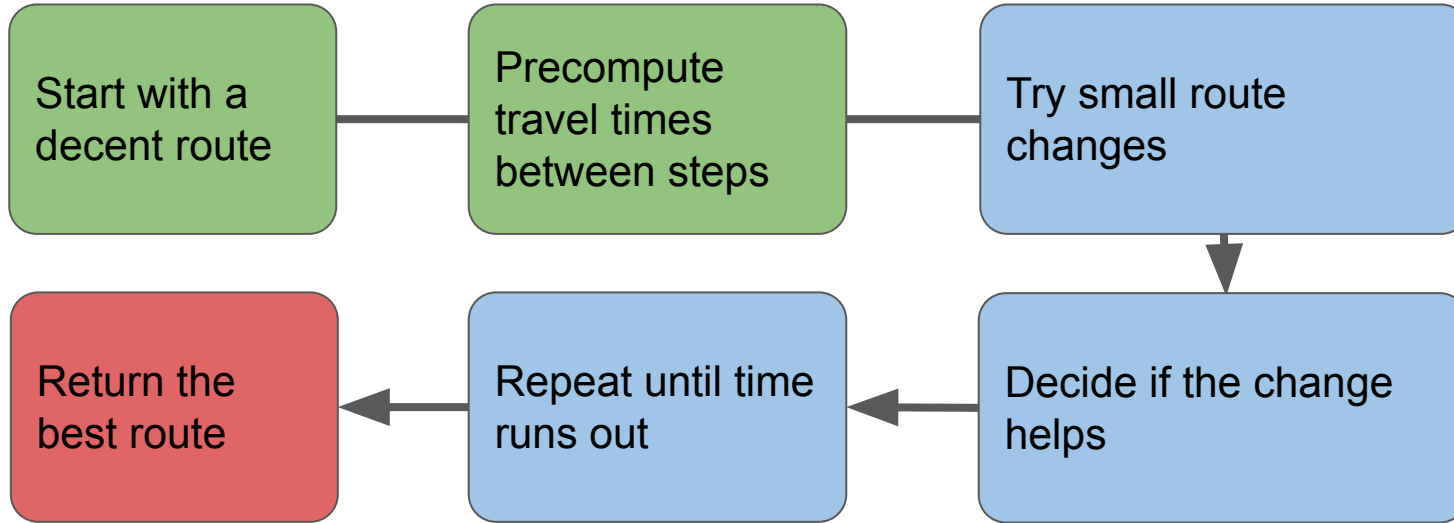 Start with a
decent route
Precompute
travel times
between steps
Try small route
changes
Return the
best route
Repeat until time
runs out
Decide if the change
helps